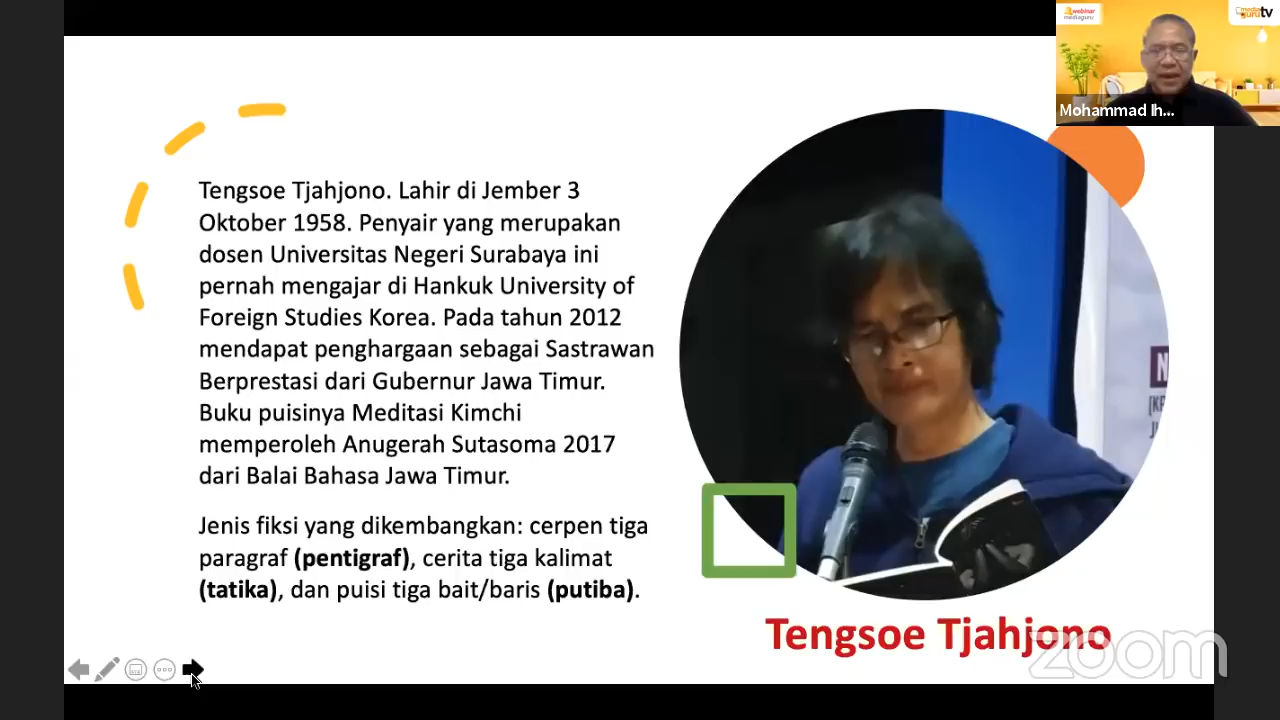 webinar
mediaguru
media
gurutv
Mohammad Ih...
Tengsoe Tjahjono. Lahir di Jember 3
Oktober 1958. Penyair yang merupakan
dosen Universitas Negeri Surabaya ini
pernah mengajar di Hankuk University of
Foreign Studies Korea. Pada tahun 2012
mendapat penghargaan sebagai Sastrawan
Berprestasi dari Gubernur Jawa Timur.
Buku puisinya Meditasi Kimchi
memperoleh Anugerah Sutasoma 2017
dari Balai Bahasa Jawa Timur.
Jenis fiksi yang dikembangkan: cerpen tiga
paragraf (pentigraf), cerita tiga kalimat
(tatika), dan puisi tiga bait/baris (putiba).
N
Tengsoe Tjahjono
zoom